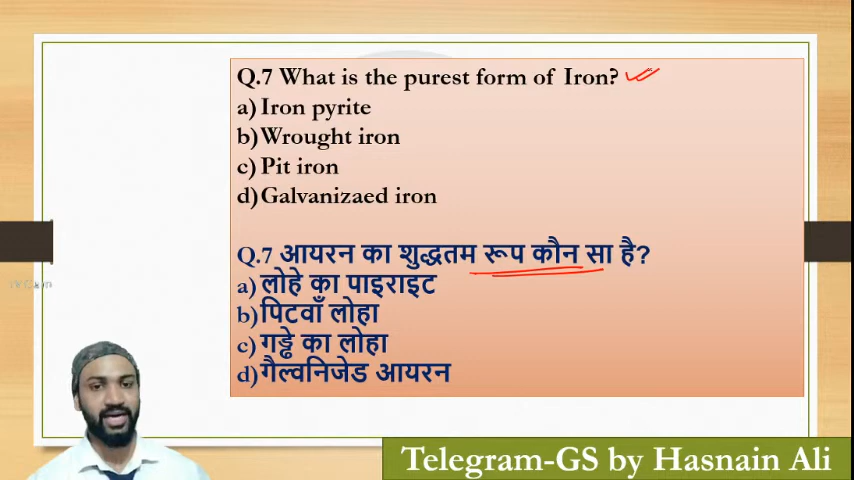 Q.7 What is the purest form of Iron?
a) Iron pyrite
b) Wrought iron
c) Pit iron
d) Galvanizaed iron
Q.7 आयरन का शुद्धतम रूप कौन सा है?
a) लोहे का पाइराइट
b) पिटवाँ लोहा
c) गड्ढे का लोहा
d) गैल्वनिजेड आयरन
Telegram-GS by Hasnain Ali